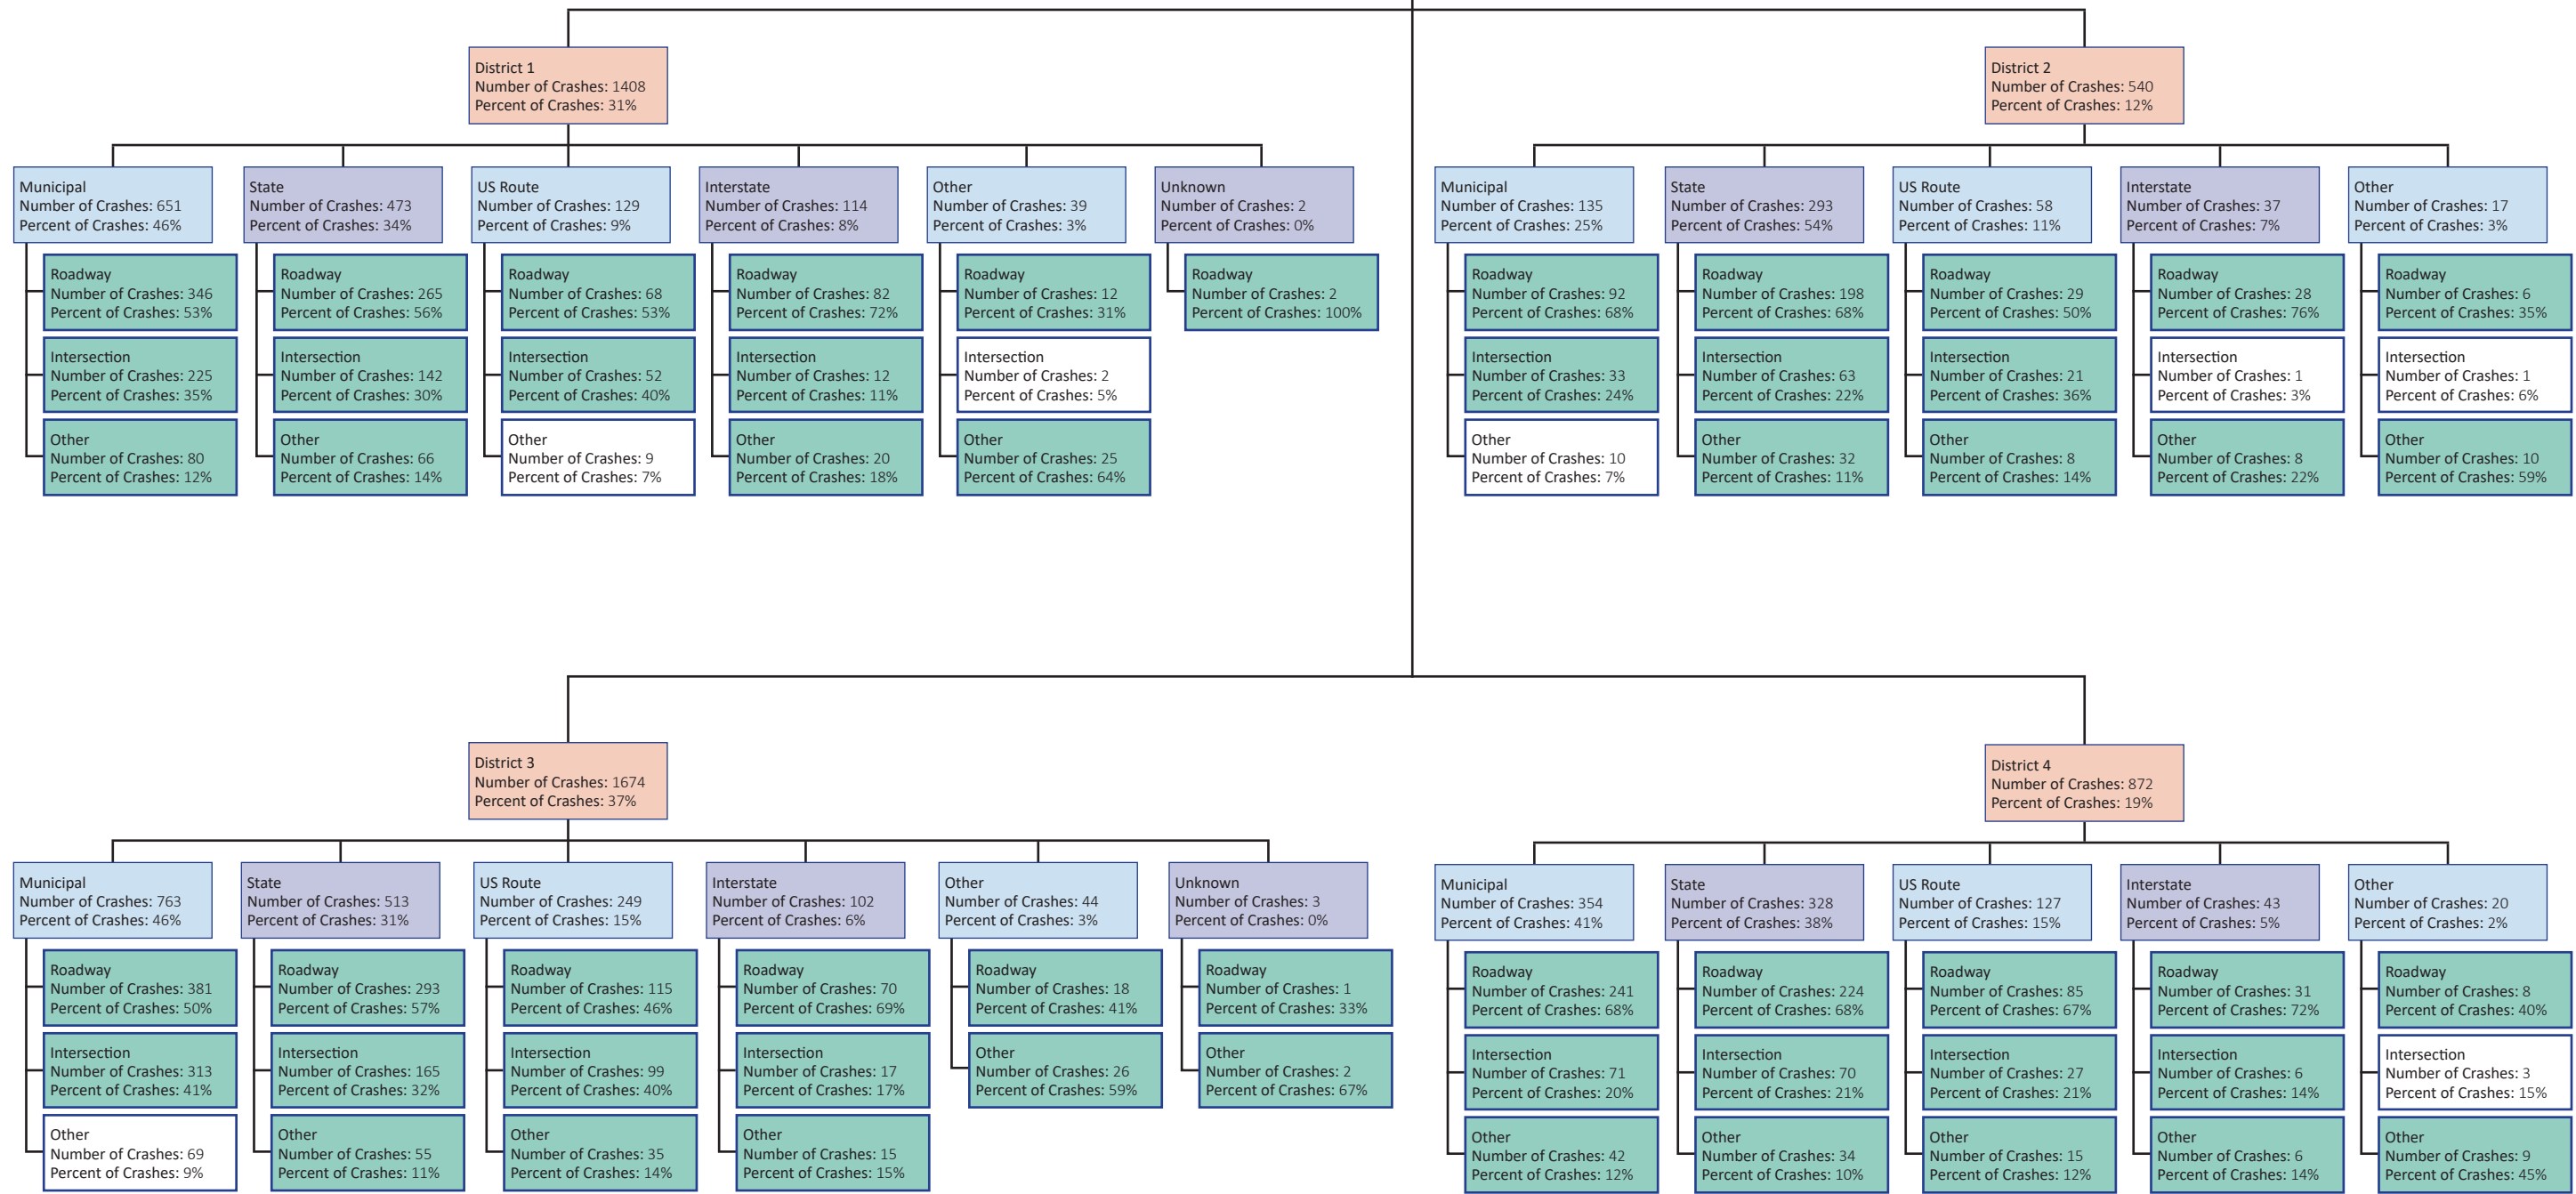 District 1
Number of Crashes: 1408
Percent of Crashes: 31%
District 2
Number of Crashes: 540
Percent of Crashes: 12%
Municipal
Number of Crashes: 651
Percent of Crashes: 46%
State
Number of Crashes: 473
Percent of Crashes: 34%
US Route
Number of Crashes: 129
Percent of Crashes: 9%
Interstate
Number of Crashes: 114
Percent of Crashes: 8%
Other
Number of Crashes: 39
Percent of Crashes: 3%
Unknown
Number of Crashes: 2
Percent of Crashes: 0%
Municipal
Number of Crashes: 135
Percent of Crashes: 25%
State
Number of Crashes: 293
Percent of Crashes: 54%
US Route
Number of Crashes: 58
Percent of Crashes: 11%
Interstate
Number of Crashes: 37
Percent of Crashes: 7%
Other
Number of Crashes: 17
Percent of Crashes: 3%
Roadway
Number of Crashes: 346
Percent of Crashes: 53%
Roadway
Number of Crashes: 265
Percent of Crashes: 56%
Roadway
Number of Crashes: 68
Percent of Crashes: 53%
Roadway
Number of Crashes: 82
Percent of Crashes: 72%
Roadway
Number of Crashes: 12
Percent of Crashes: 31%
Roadway
Number of Crashes: 2
Percent of Crashes: 100%
Roadway
Number of Crashes: 92
Percent of Crashes: 68%
Roadway
Number of Crashes: 198
Percent of Crashes: 68%
Roadway
Number of Crashes: 29
Percent of Crashes: 50%
Roadway
Number of Crashes: 28
Percent of Crashes: 76%
Roadway
Number of Crashes: 6
Percent of Crashes: 35%
Intersection
Number of Crashes: 225
Percent of Crashes: 35%
Intersection
Number of Crashes: 142
Percent of Crashes: 30%
Intersection
Number of Crashes: 52
Percent of Crashes: 40%
Intersection
Number of Crashes: 12
Percent of Crashes: 11%
Intersection
Number of Crashes: 2
Percent of Crashes: 5%
Intersection
Number of Crashes: 33
Percent of Crashes: 24%
Intersection
Number of Crashes: 63
Percent of Crashes: 22%
Intersection
Number of Crashes: 21
Percent of Crashes: 36%
Intersection
Number of Crashes: 1
Percent of Crashes: 3%
Intersection
Number of Crashes: 1
Percent of Crashes: 6%
Other
Number of Crashes: 80
Percent of Crashes: 12%
Other
Number of Crashes: 66
Percent of Crashes: 14%
Other
Number of Crashes: 9
Percent of Crashes: 7%
Other
Number of Crashes: 20
Percent of Crashes: 18%
Other
Number of Crashes: 25
Percent of Crashes: 64%
Other
Number of Crashes: 10
Percent of Crashes: 7%
Other
Number of Crashes: 32
Percent of Crashes: 11%
Other
Number of Crashes: 8
Percent of Crashes: 14%
Other
Number of Crashes: 8
Percent of Crashes: 22%
Other
Number of Crashes: 10
Percent of Crashes: 59%
District 3
Number of Crashes: 1674
Percent of Crashes: 37%
District 4
Number of Crashes: 872
Percent of Crashes: 19%
Municipal
Number of Crashes: 763
Percent of Crashes: 46%
State
Number of Crashes: 513
Percent of Crashes: 31%
US Route
Number of Crashes: 249
Percent of Crashes: 15%
Interstate
Number of Crashes: 102
Percent of Crashes: 6%
Other
Number of Crashes: 44
Percent of Crashes: 3%
Unknown
Number of Crashes: 3
Percent of Crashes: 0%
Municipal
Number of Crashes: 354
Percent of Crashes: 41%
State
Number of Crashes: 328
Percent of Crashes: 38%
US Route
Number of Crashes: 127
Percent of Crashes: 15%
Interstate
Number of Crashes: 43
Percent of Crashes: 5%
Other
Number of Crashes: 20
Percent of Crashes: 2%
Roadway
Number of Crashes: 381
Percent of Crashes: 50%
Roadway
Number of Crashes: 293
Percent of Crashes: 57%
Roadway
Number of Crashes: 115
Percent of Crashes: 46%
Roadway
Number of Crashes: 70
Percent of Crashes: 69%
Roadway
Number of Crashes: 18
Percent of Crashes: 41%
Roadway
Number of Crashes: 1
Percent of Crashes: 33%
Roadway
Number of Crashes: 241
Percent of Crashes: 68%
Roadway
Number of Crashes: 224
Percent of Crashes: 68%
Roadway
Number of Crashes: 85
Percent of Crashes: 67%
Roadway
Number of Crashes: 31
Percent of Crashes: 72%
Roadway
Number of Crashes: 8
Percent of Crashes: 40%
Intersection
Number of Crashes: 313
Percent of Crashes: 41%
Intersection
Number of Crashes: 165
Percent of Crashes: 32%
Intersection
Number of Crashes: 99
Percent of Crashes: 40%
Intersection
Number of Crashes: 17
Percent of Crashes: 17%
Other
Number of Crashes: 26
Percent of Crashes: 59%
Other
Number of Crashes: 2
Percent of Crashes: 67%
Intersection
Number of Crashes: 71
Percent of Crashes: 20%
Intersection
Number of Crashes: 70
Percent of Crashes: 21%
Intersection
Number of Crashes: 27
Percent of Crashes: 21%
Intersection
Number of Crashes: 6
Percent of Crashes: 14%
Intersection
Number of Crashes: 3
Percent of Crashes: 15%
Other
Number of Crashes: 69
Percent of Crashes: 9%
Other
Number of Crashes: 55
Percent of Crashes: 11%
Other
Number of Crashes: 35
Percent of Crashes: 14%
Other
Number of Crashes: 15
Percent of Crashes: 15%
Other
Number of Crashes: 42
Percent of Crashes: 12%
Other
Number of Crashes: 34
Percent of Crashes: 10%
Other
Number of Crashes: 15
Percent of Crashes: 12%
Other
Number of Crashes: 6
Percent of Crashes: 14%
Other
Number of Crashes: 9
Percent of Crashes: 45%